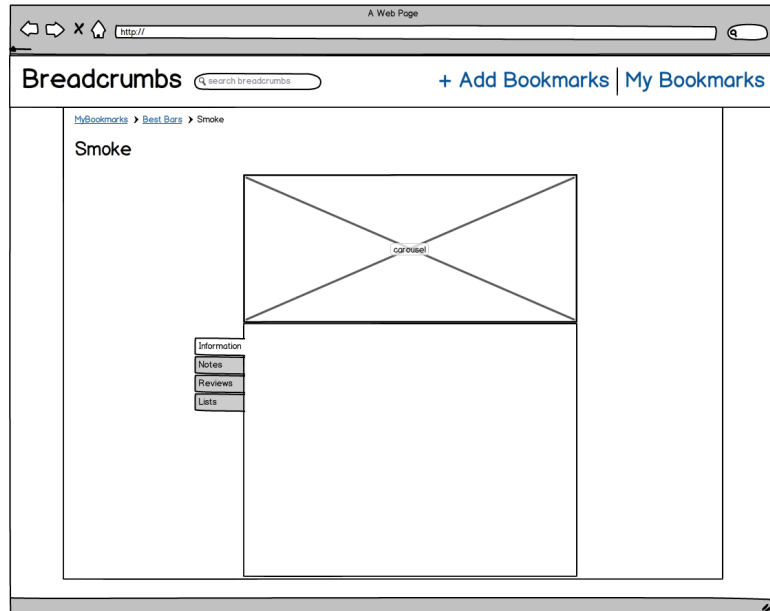 A Web Page
http://
Breadcrumbs
search breadcrumbs
+ Add Bookmarks | My Bookmarks
MyBookmarks > Best Bars > Smoke
Smoke
carousel
Information
Notes
Reviews
Lists